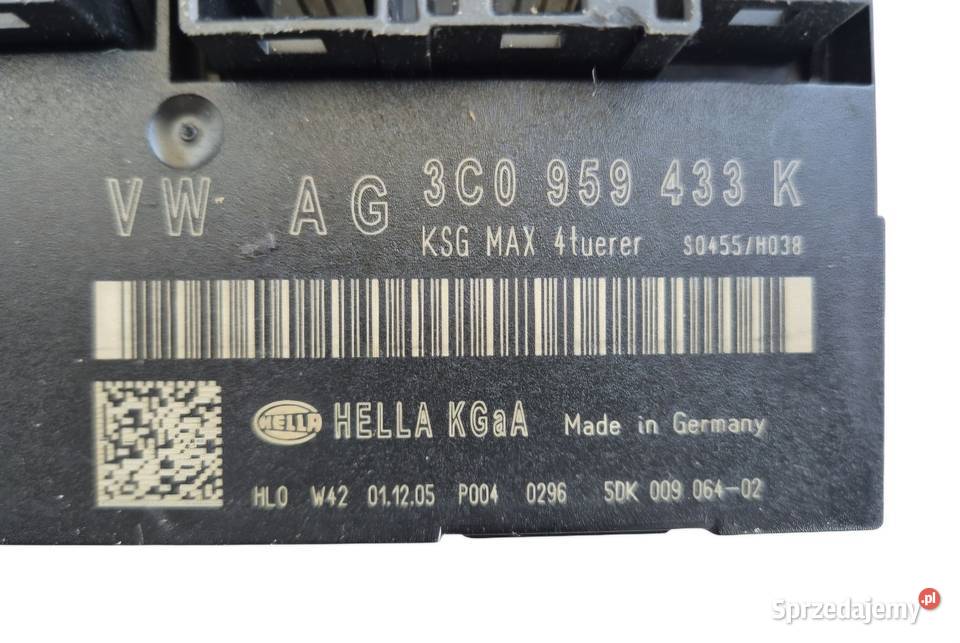 VW AG 3C0 959 433 K
KSG MAX 4tuerer S0455/H038
HELLA HELLA KGaA Made in Germany
HLO W42 01.12.05 P004 0296 5DK 009 064-02
Sprzedajemy.pl